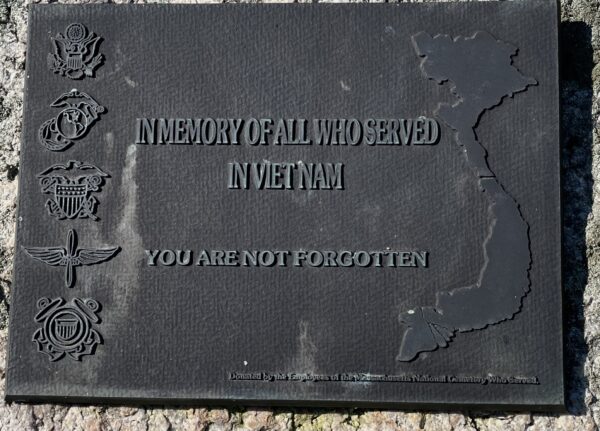 IN MEMORY OF ALL WHO SERVED
IN VIET NAM
YOU ARE NOT FORGOTTEN
Donated by the Employees of the Massachusetts National Cemetery Who Served.